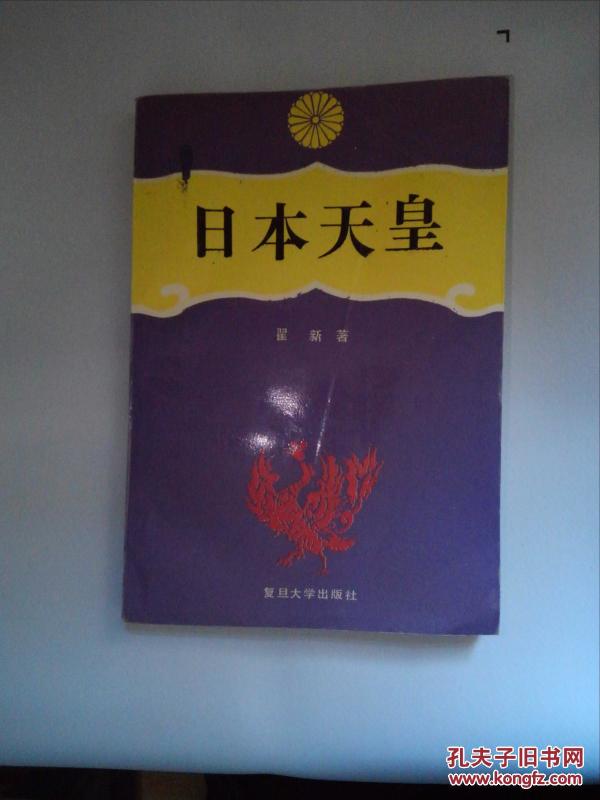 日本天皇
翟 新 著
复旦大学出版社
孔夫子旧书网
www.kongfz.com